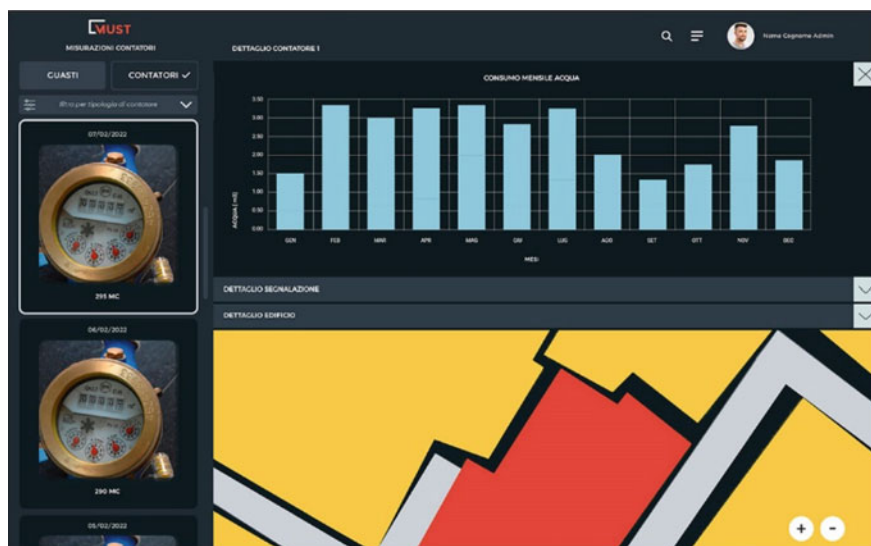 MUST
MISURAZIONI CONTATORI
DETTAGLIO CONTATORE 1
Nome Cognome Admin
GUASTI
CONTATORI
filtra per tipologia di contatore
07/02/2022
295 MC
06/02/2022
290 MC
05/02/2022
CONSUMO MENSILE ACQUA
ACQUA [m3]
3.50
3.00
2.50
2.00
1.50
1.00
0.50
0.00
GEN FEB MAR APR MAG GIU LUG AGO SET OTT NOV
MESI
DETTAGLIO SEGNALAZIONE
DETTAGLIO EDIFICIO
+ -